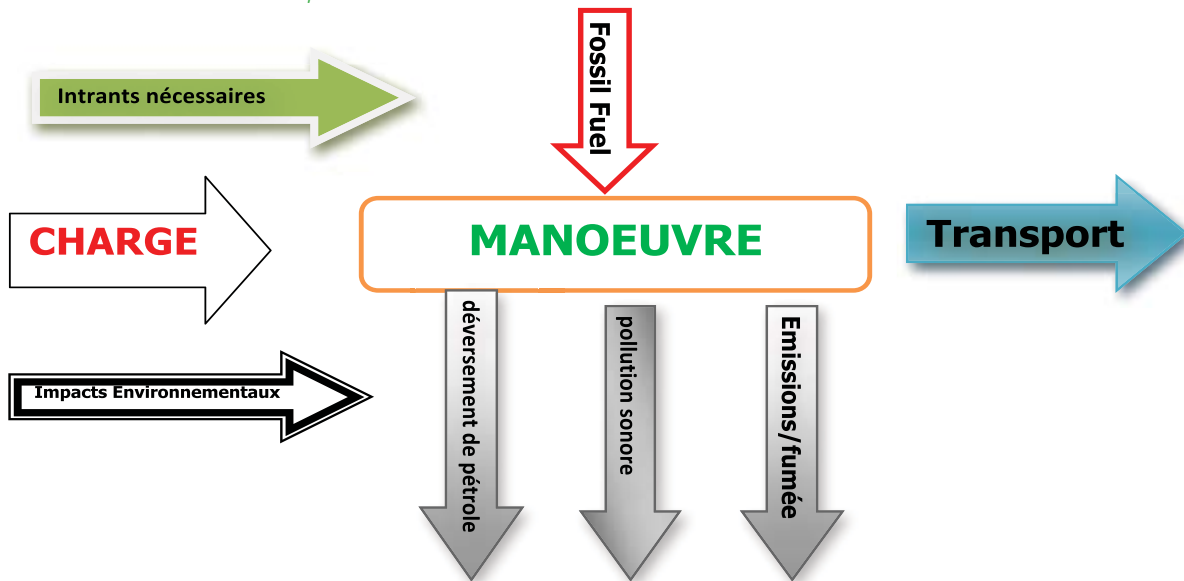 Fossil Fuel
Intrants nécessaires
CHARGE
MANOEUVRE
Transport
Impacts Environnementaux
déversement de pétrole
pollution sonore
Emissions/fumée